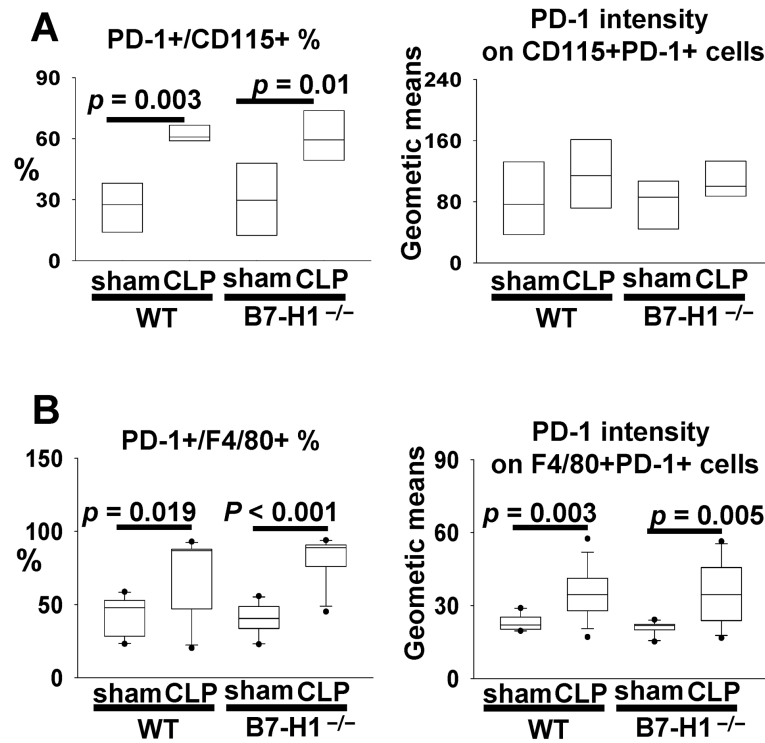 A
PD-1+/CD115+ %
90
60
30
0
%
p = 0.003
p = 0.01
sham CLP sham CLP
WT B7-H1 −/−
PD-1 intensity
on CD115+PD-1+ cells
Geometic means
240
160
80
0
sham CLP sham CLP
WT B7-H1 −/−
B
PD-1+/F4/80+ %
150
100
50
0
%
p = 0.019
P < 0.001
sham CLP sham CLP
WT B7-H1 −/−
PD-1 intensity
on F4/80+PD-1+ cells
Geometic means
90
60
30
0
p = 0.003
p = 0.005
sham CLP sham CLP
WT B7-H1 −/−